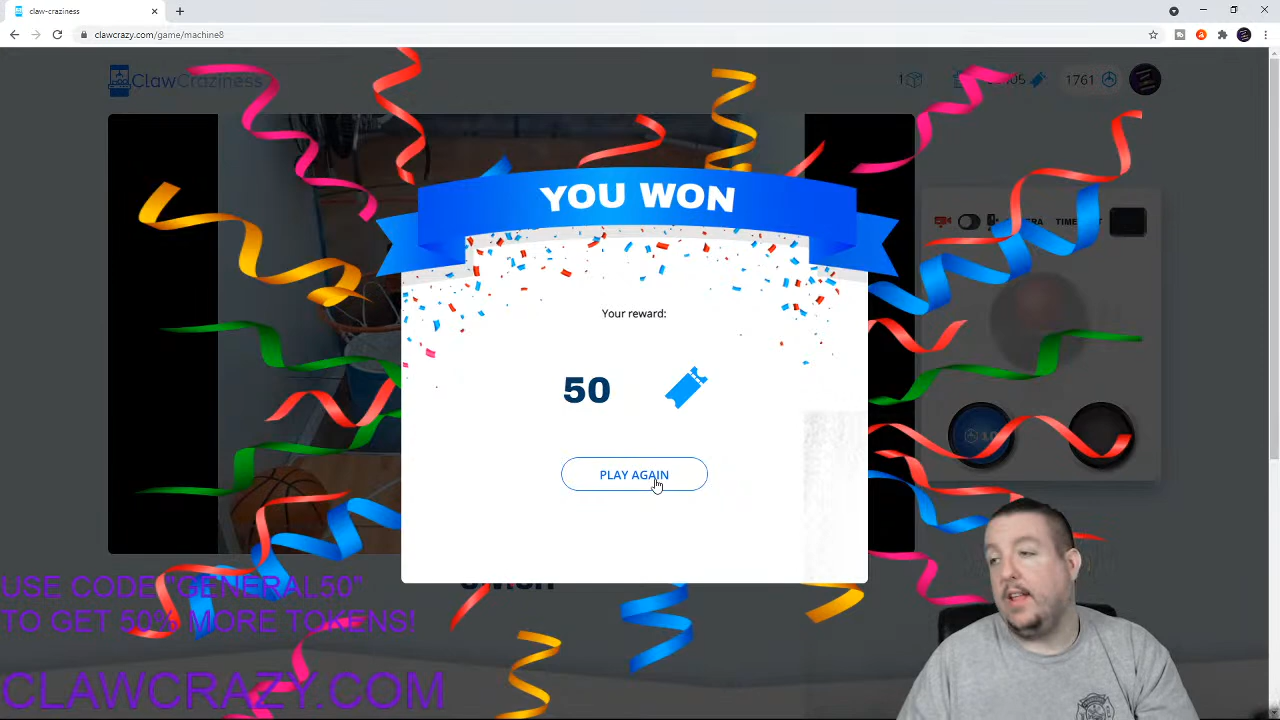 claw-craziness
clawcrazy.com/game/machine8
ClawCraziness
1
1761
YOU WON
Your reward:
50
PLAY AGAIN
USE CODE "GENERAL50"
TO GET 50% MORE TOKENS!
CLAWCRAZY.COM